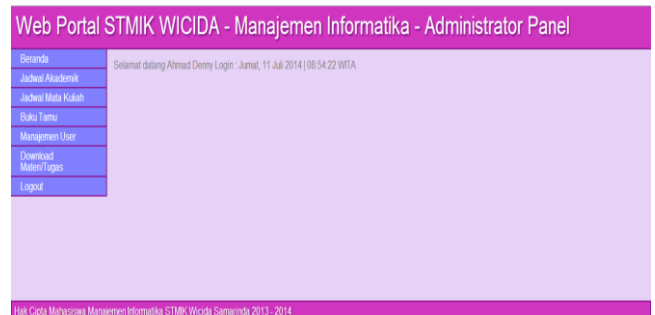 Web Portal STMIK WICIDA - Manajemen Informatika - Administrator Panel
Beranda
Selamat datang Ahmad Denny Login : Jumat, 11 Juli 2014 | 08:54:22 WITA
Jadwal Akademik
Jadwal Mata Kuliah
Buku Tamu
Manajemen User
Download
Materi/Tugas
Logout
Hak Cipta Mahasiswa Manajemen Informatika STMIK Wicida Samarinda 2013 - 2014